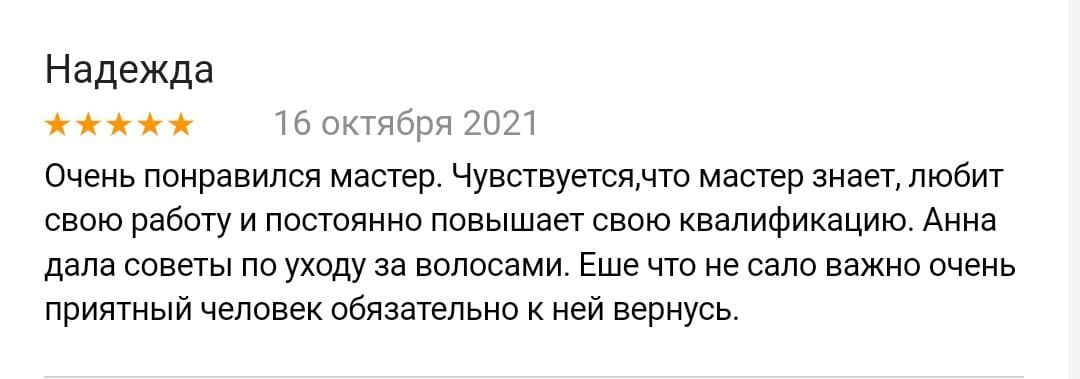 Надежда
16 октября 2021
Очень понравился мастер. Чувствуется,что мастер знает, любит
свою работу и постоянно повышает свою квалификацию. Анна
дала советы по уходу за волосами. Еше что не сало важно очень
приятный человек обязательно к ней вернусь.